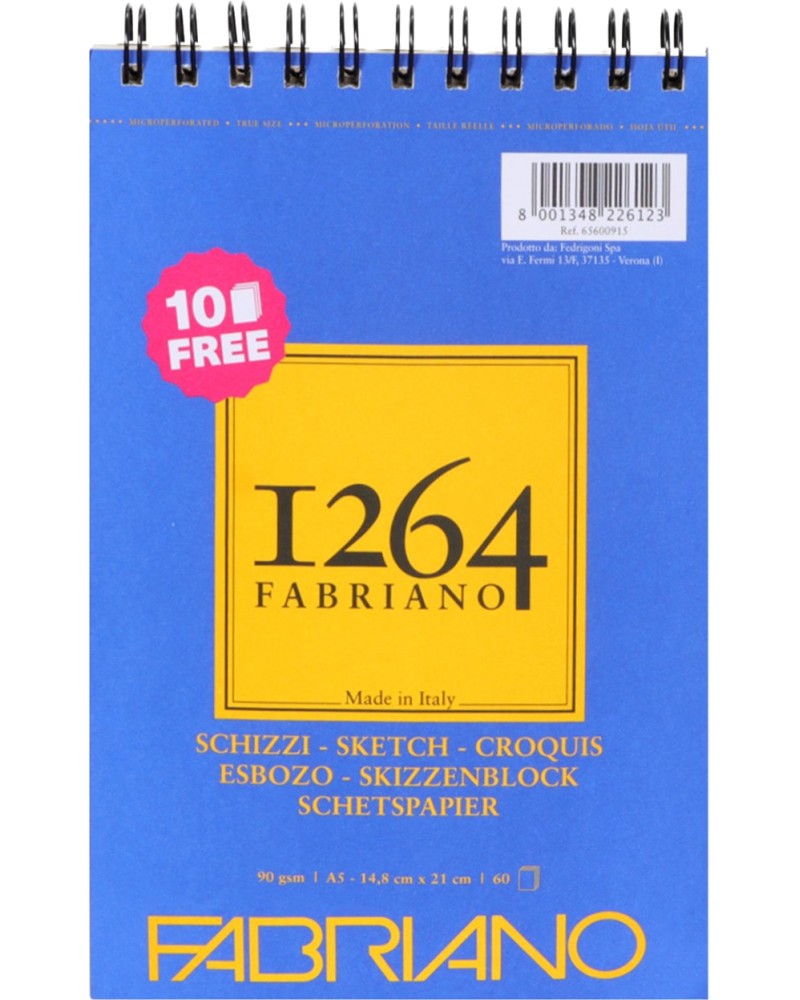 MICROPERFORATED • TRUE SIZE ••• MICROPERFORATION • TAILLE REELLE ••• MICROPERFORADO • HOJA UTIL •••
8 001348 226123
Ref. 65600915
Prodotto da: Fedrigoni Spa
via E. Fermi 13/F, 37135 - Verona (I)
10
FREE
1264
FABRIANO
Made in Italy
SCHIZZI - SKETCH - CROQUIS
ESBOZO - SKIZZENBLOCK
SCHETSPAPIER
90 gsm | A5 - 14,8 cm x 21 cm | 60
FABRIANO